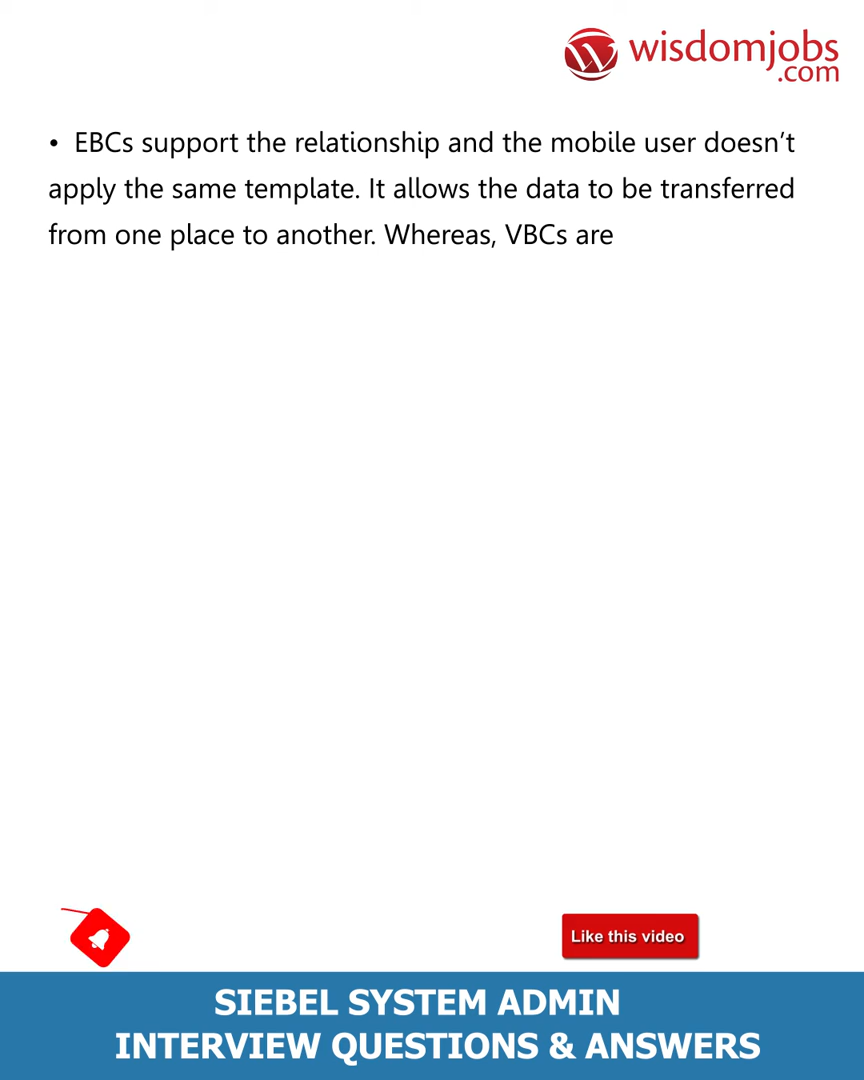 wisdomjobs
.com
• EBCs support the relationship and the mobile user doesn’t
apply the same template. It allows the data to be transferred
from one place to another. Whereas, VBCs are
Like this video
SIEBEL SYSTEM ADMIN
INTERVIEW QUESTIONS & ANSWERS